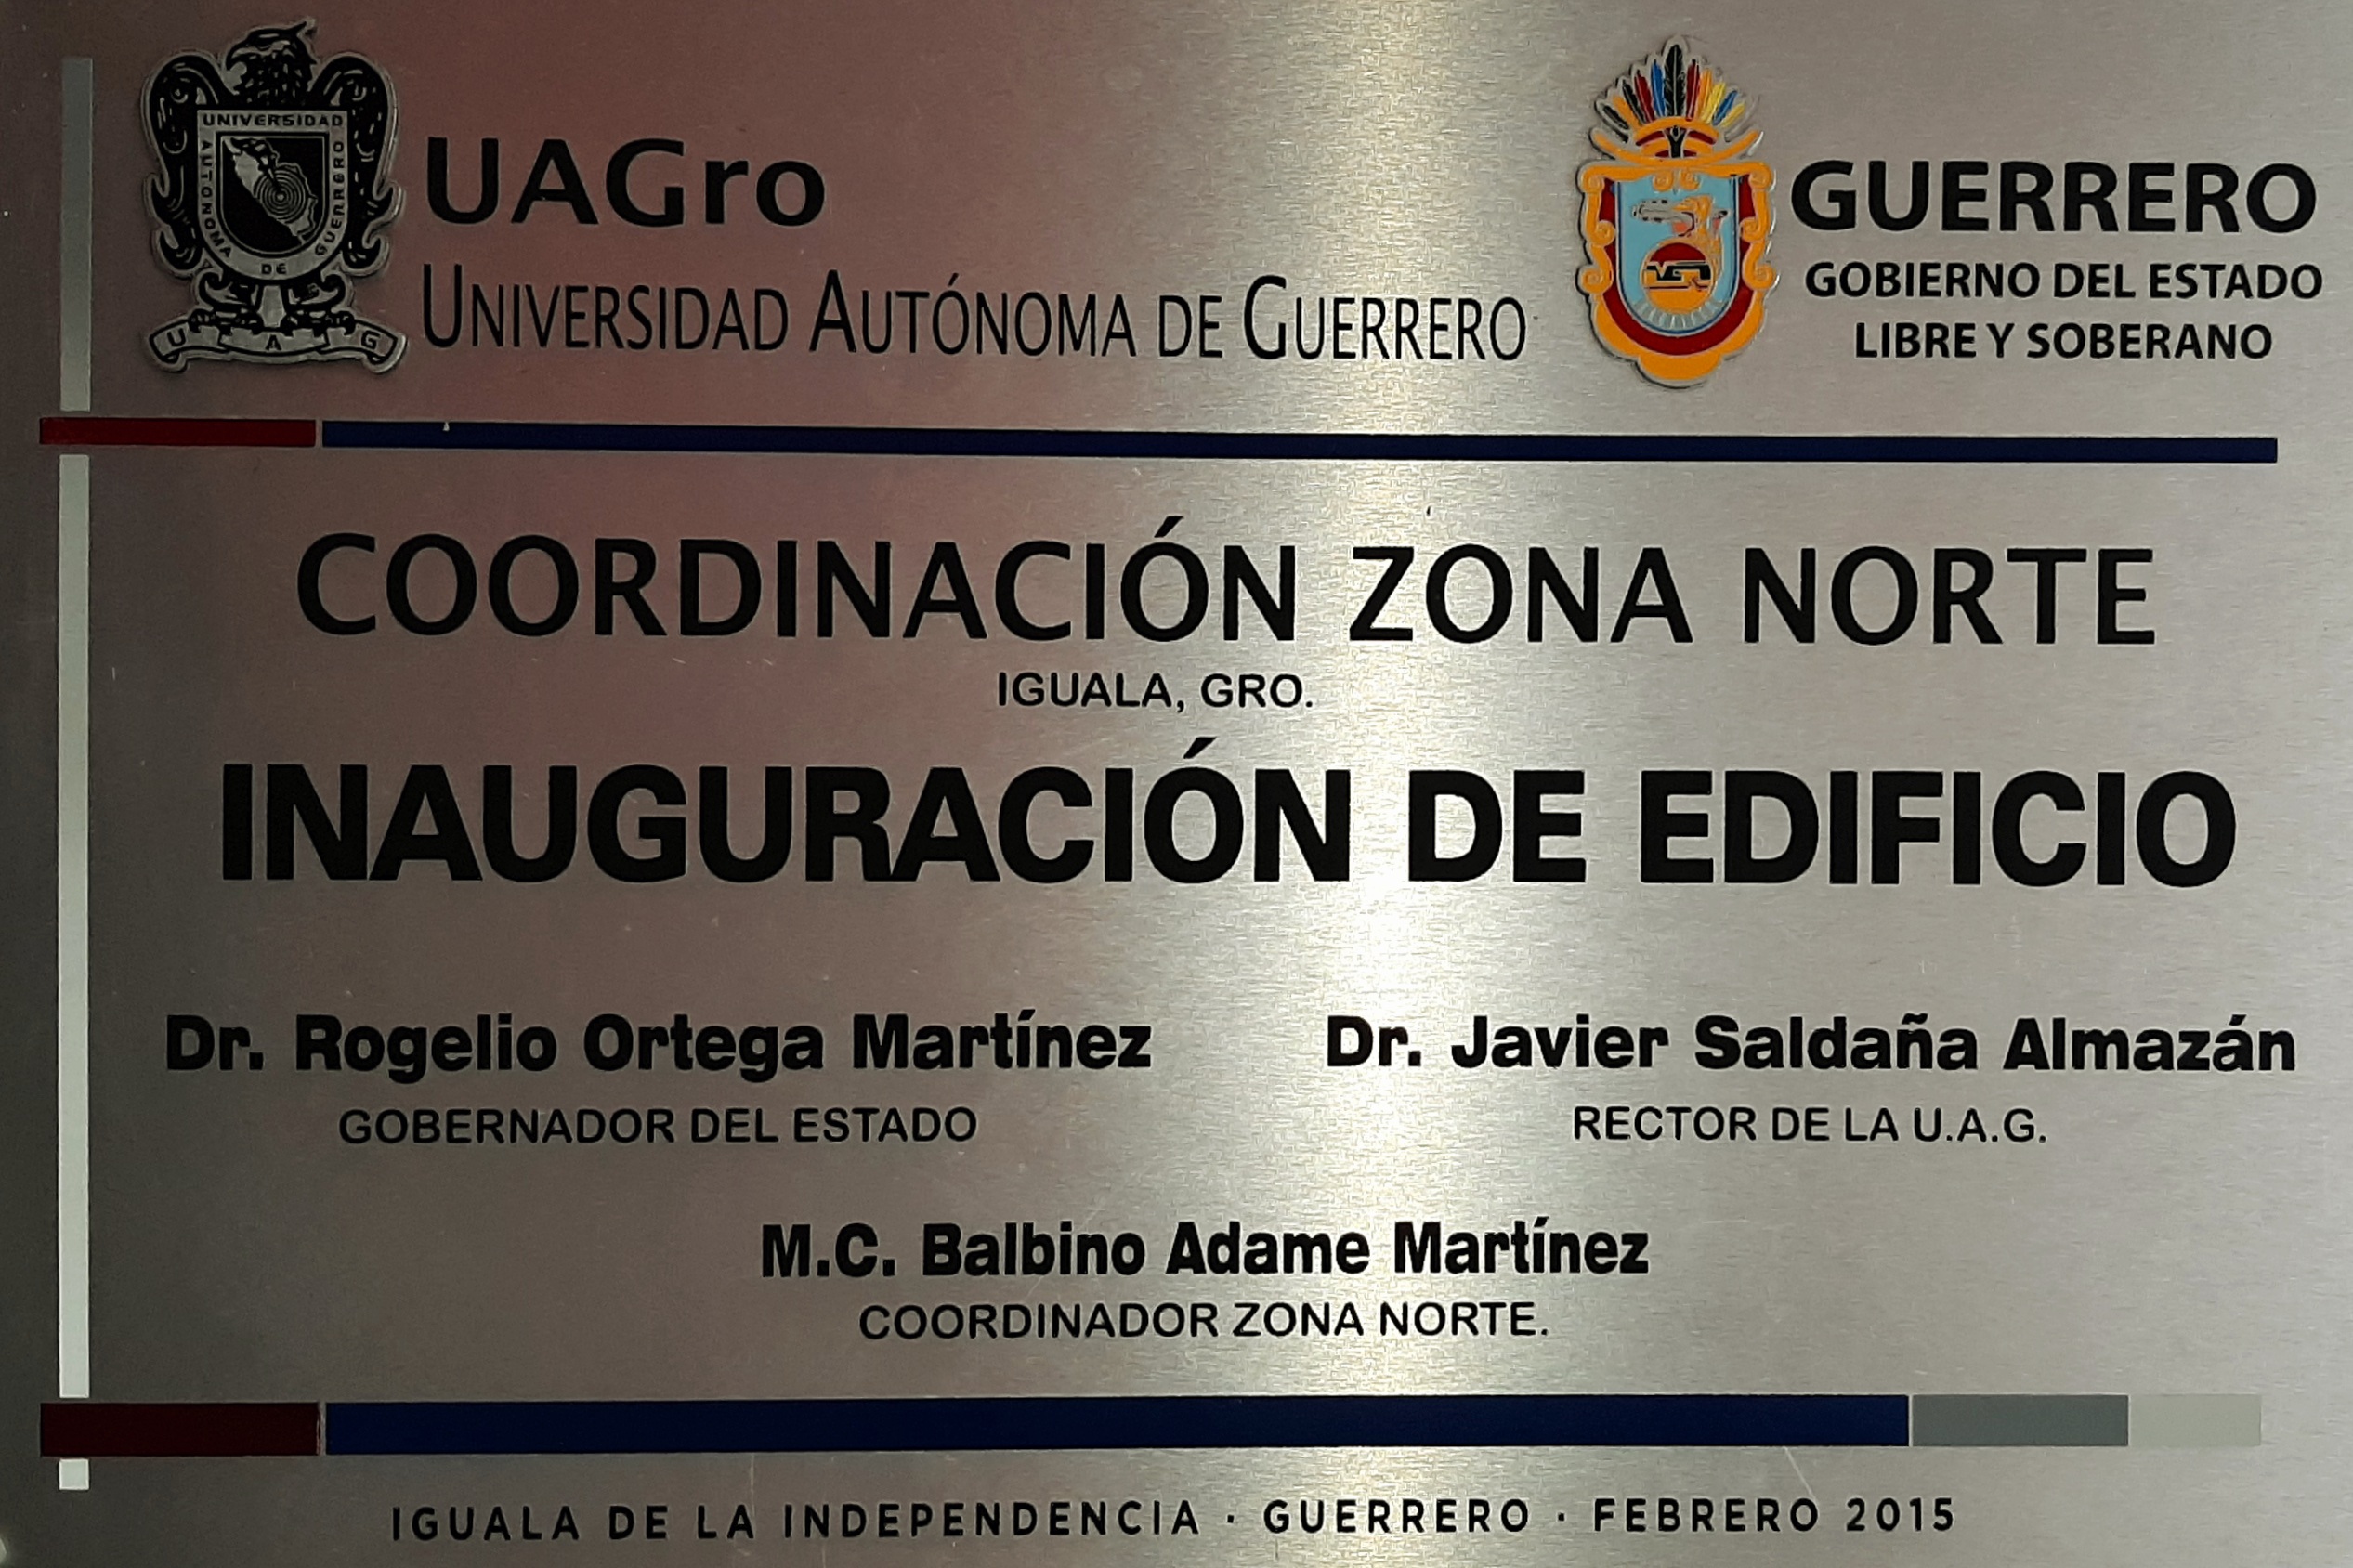 UNIVERSIDAD
AUTONOMA DE GUERRERO
U A G
UAGro
UNIVERSIDAD AUTÓNOMA DE GUERRERO
GUERRERO
GOBIERNO DEL ESTADO
LIBRE Y SOBERANO
COORDINACIÓN ZONA NORTE
IGUALA, GRO.
INAUGURACIÓN DE EDIFICIO
Dr. Rogelio Ortega Martínez
GOBERNADOR DEL ESTADO
Dr. Javier Saldaña Almazán
RECTOR DE LA U.A.G.
M.C. Balbino Adame Martínez
COORDINADOR ZONA NORTE.
IGUALA DE LA INDEPENDENCIA · GUERRERO · FEBRERO 2015